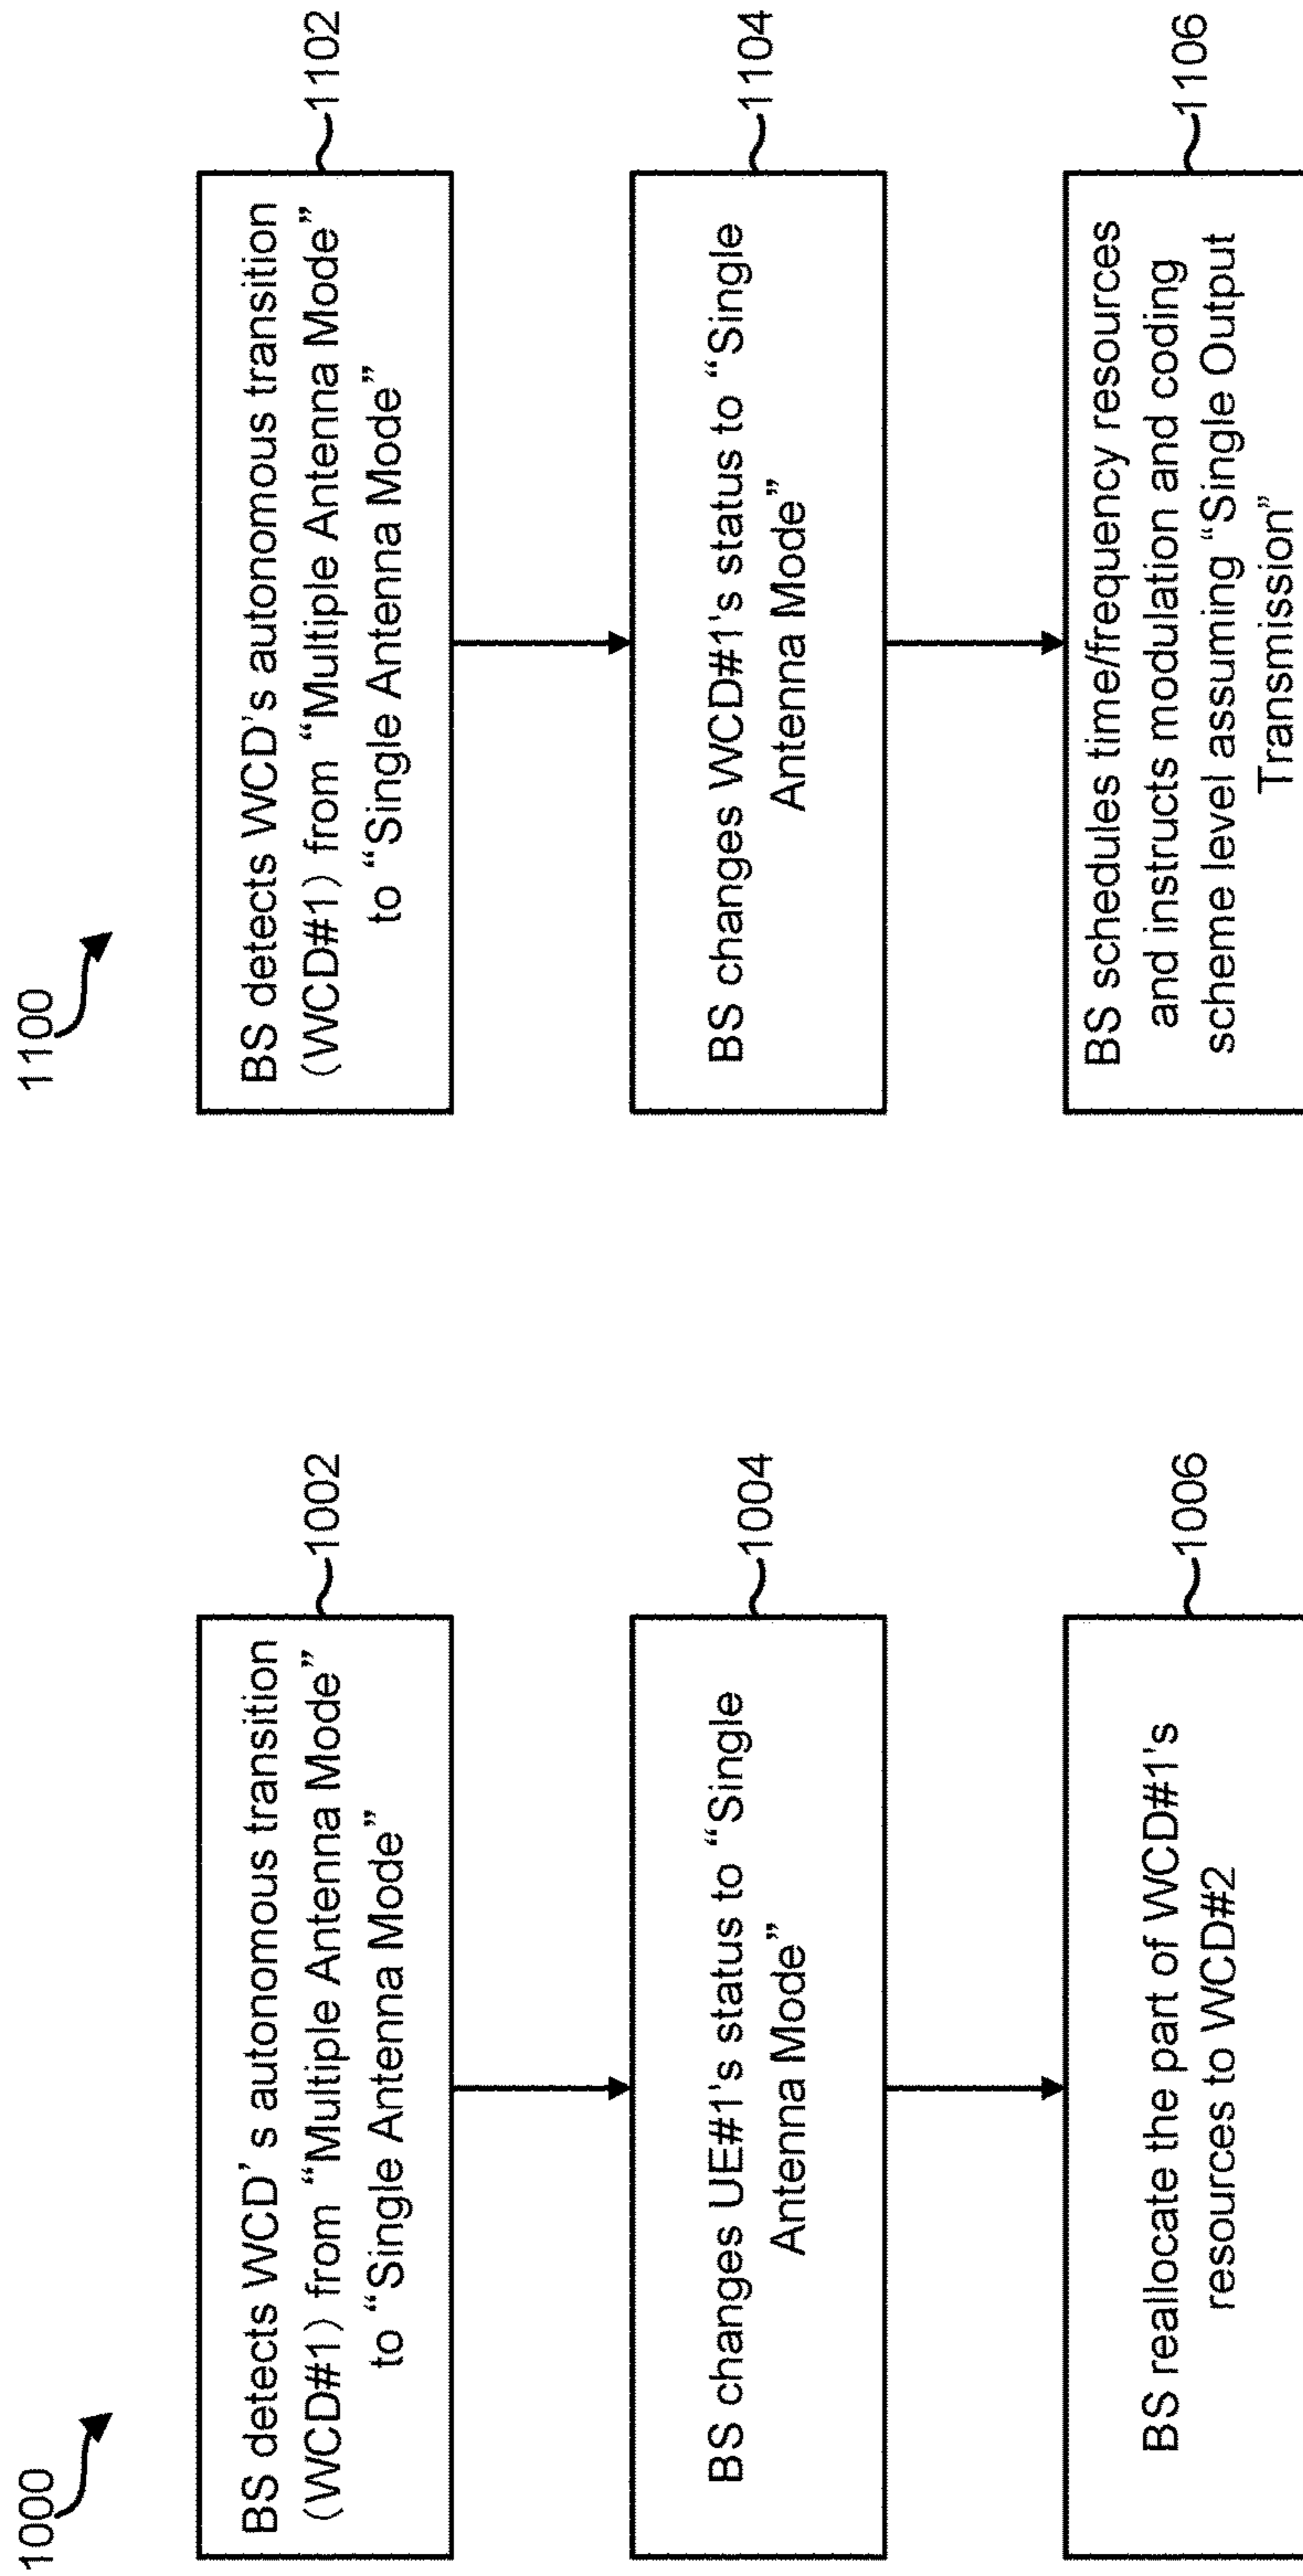 1000
BS detects WCD's autonomous transition
(WCD#1) from “Multiple Antenna Mode”
to “Single Antenna Mode”
1002
BS changes UE#1's status to “Single
Antenna Mode”
1004
BS reallocate the part of WCD#1's
resources to WCD#2
1006
1100
BS detects WCD's autonomous transition
(WCD#1) from “Multiple Antenna Mode”
to “Single Antenna Mode”
1102
BS changes WCD#1's status to “Single
Antenna Mode”
1104
BS schedules time/frequency resources
and instructs modulation and coding
scheme level assuming “Single Output
Transmission”
1106